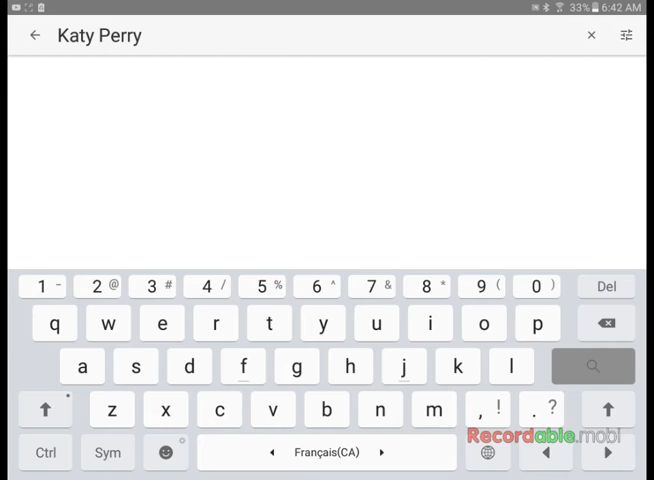 33% 6:42 AM
Katy Perry
1 - 2 @ 3 # 4 / 5 % 6 ^ 7 & 8 * 9 ( 0 ) Del
q w e r t y u i o p
a s d f g h j k l
z x c v b n m , ! . ?
Recordable.mobi
Ctrl Sym Français(CA)